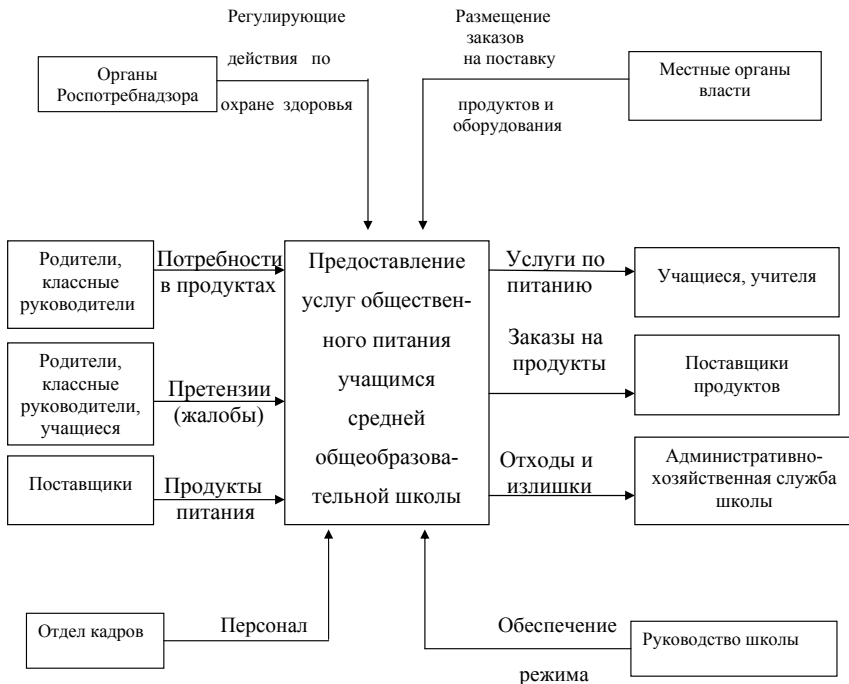 Регулирующие
действия по
охране здоровья
Размещение
заказов
на поставку
продуктов и
оборудования
Органы
Роспотребнадзора
Местные органы
власти
Родители,
классные
руководители
Потребности
в продуктах
Родители,
классные
руководители,
учащиеся
Претензии
(жалобы)
Поставщики
Продукты
питания
Предоставление
услуг обществен-
ного питания
учащимся
средней
общеобразова-
тельной школы
Услуги по
питанию
Учащиеся, учителя
Заказы на
продукты
Поставщики
продуктов
Отходы и
излишки
Административно-
хозяйственная служба
школы
Отдел кадров
Персонал
Обеспечение
режима
Руководство школы